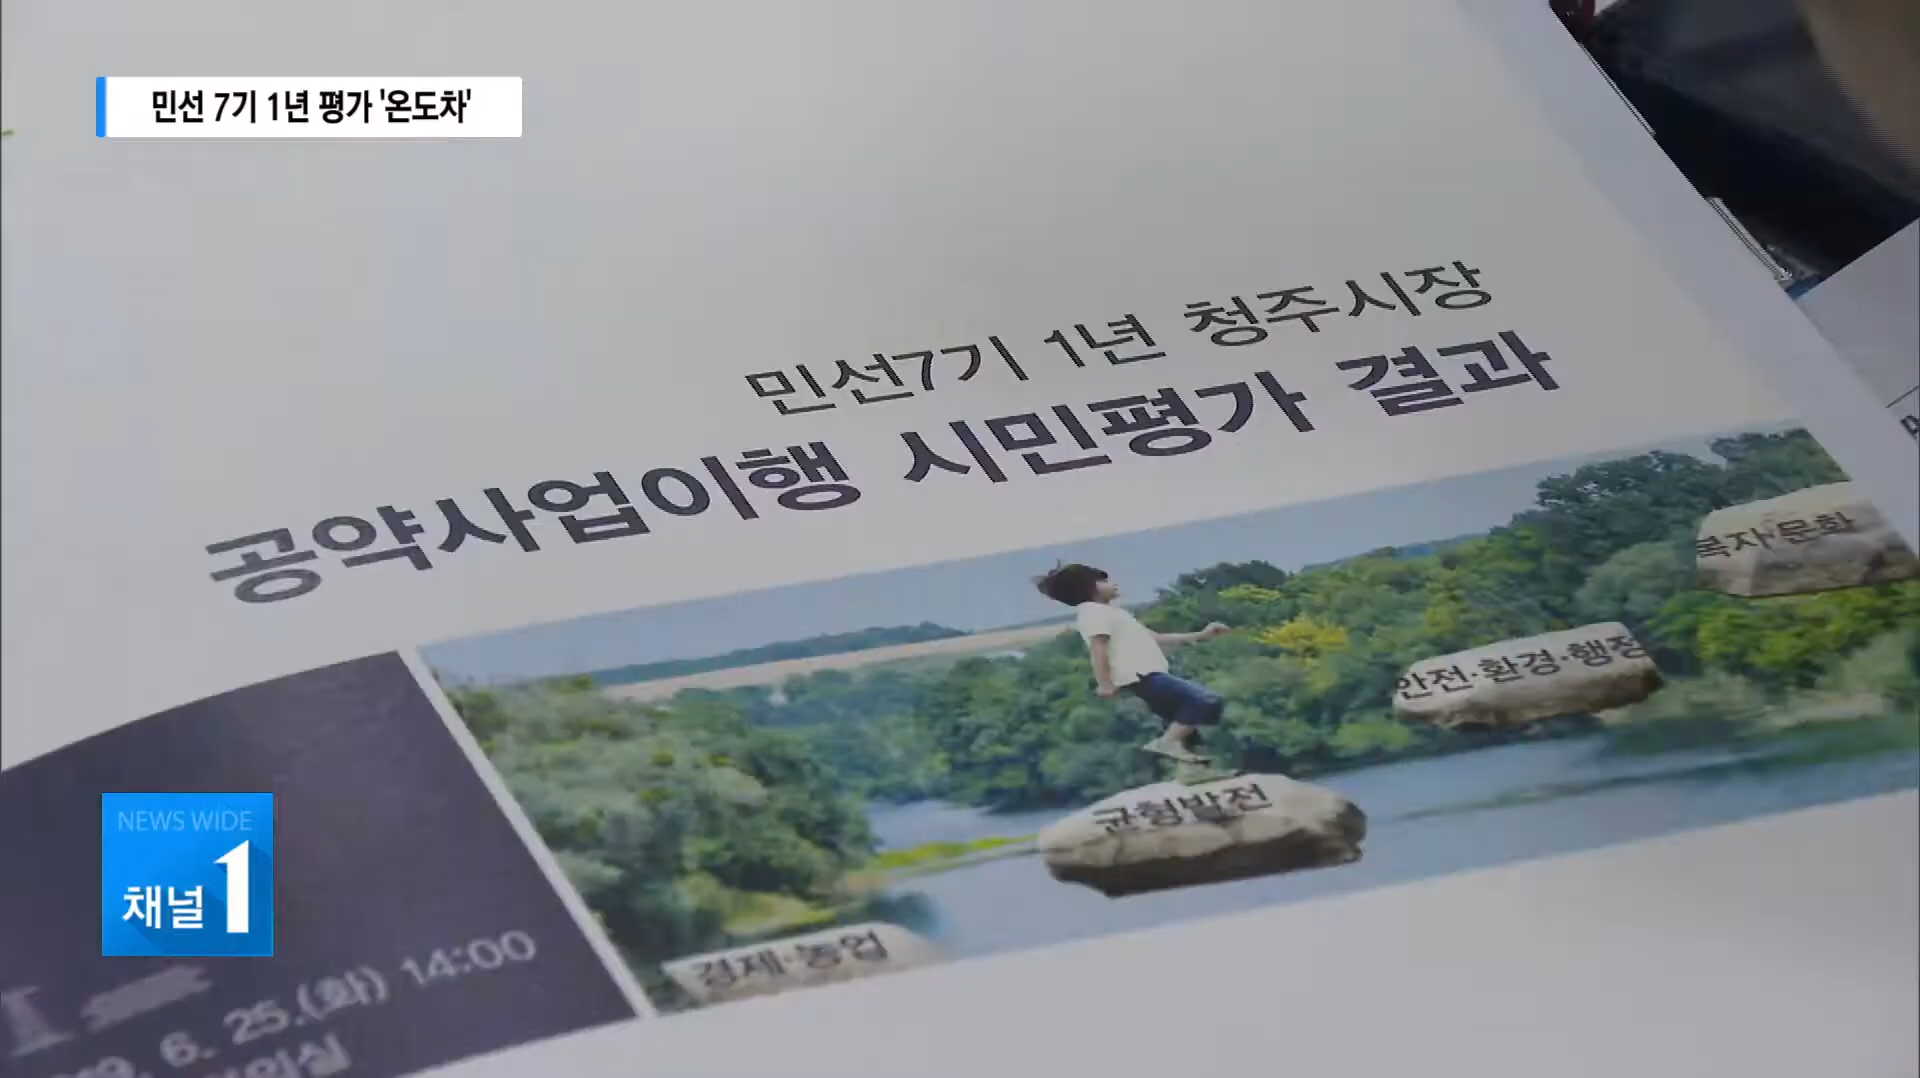 민선 7기 1년 평가 '온도차'
민선7기 1년 청주시장
공약사업이행 시민평가 결과
복지·문화
안전·환경·행정
균형발전
경제·농업
NEWS WIDE
채널1
6. 25.(화) 14:00